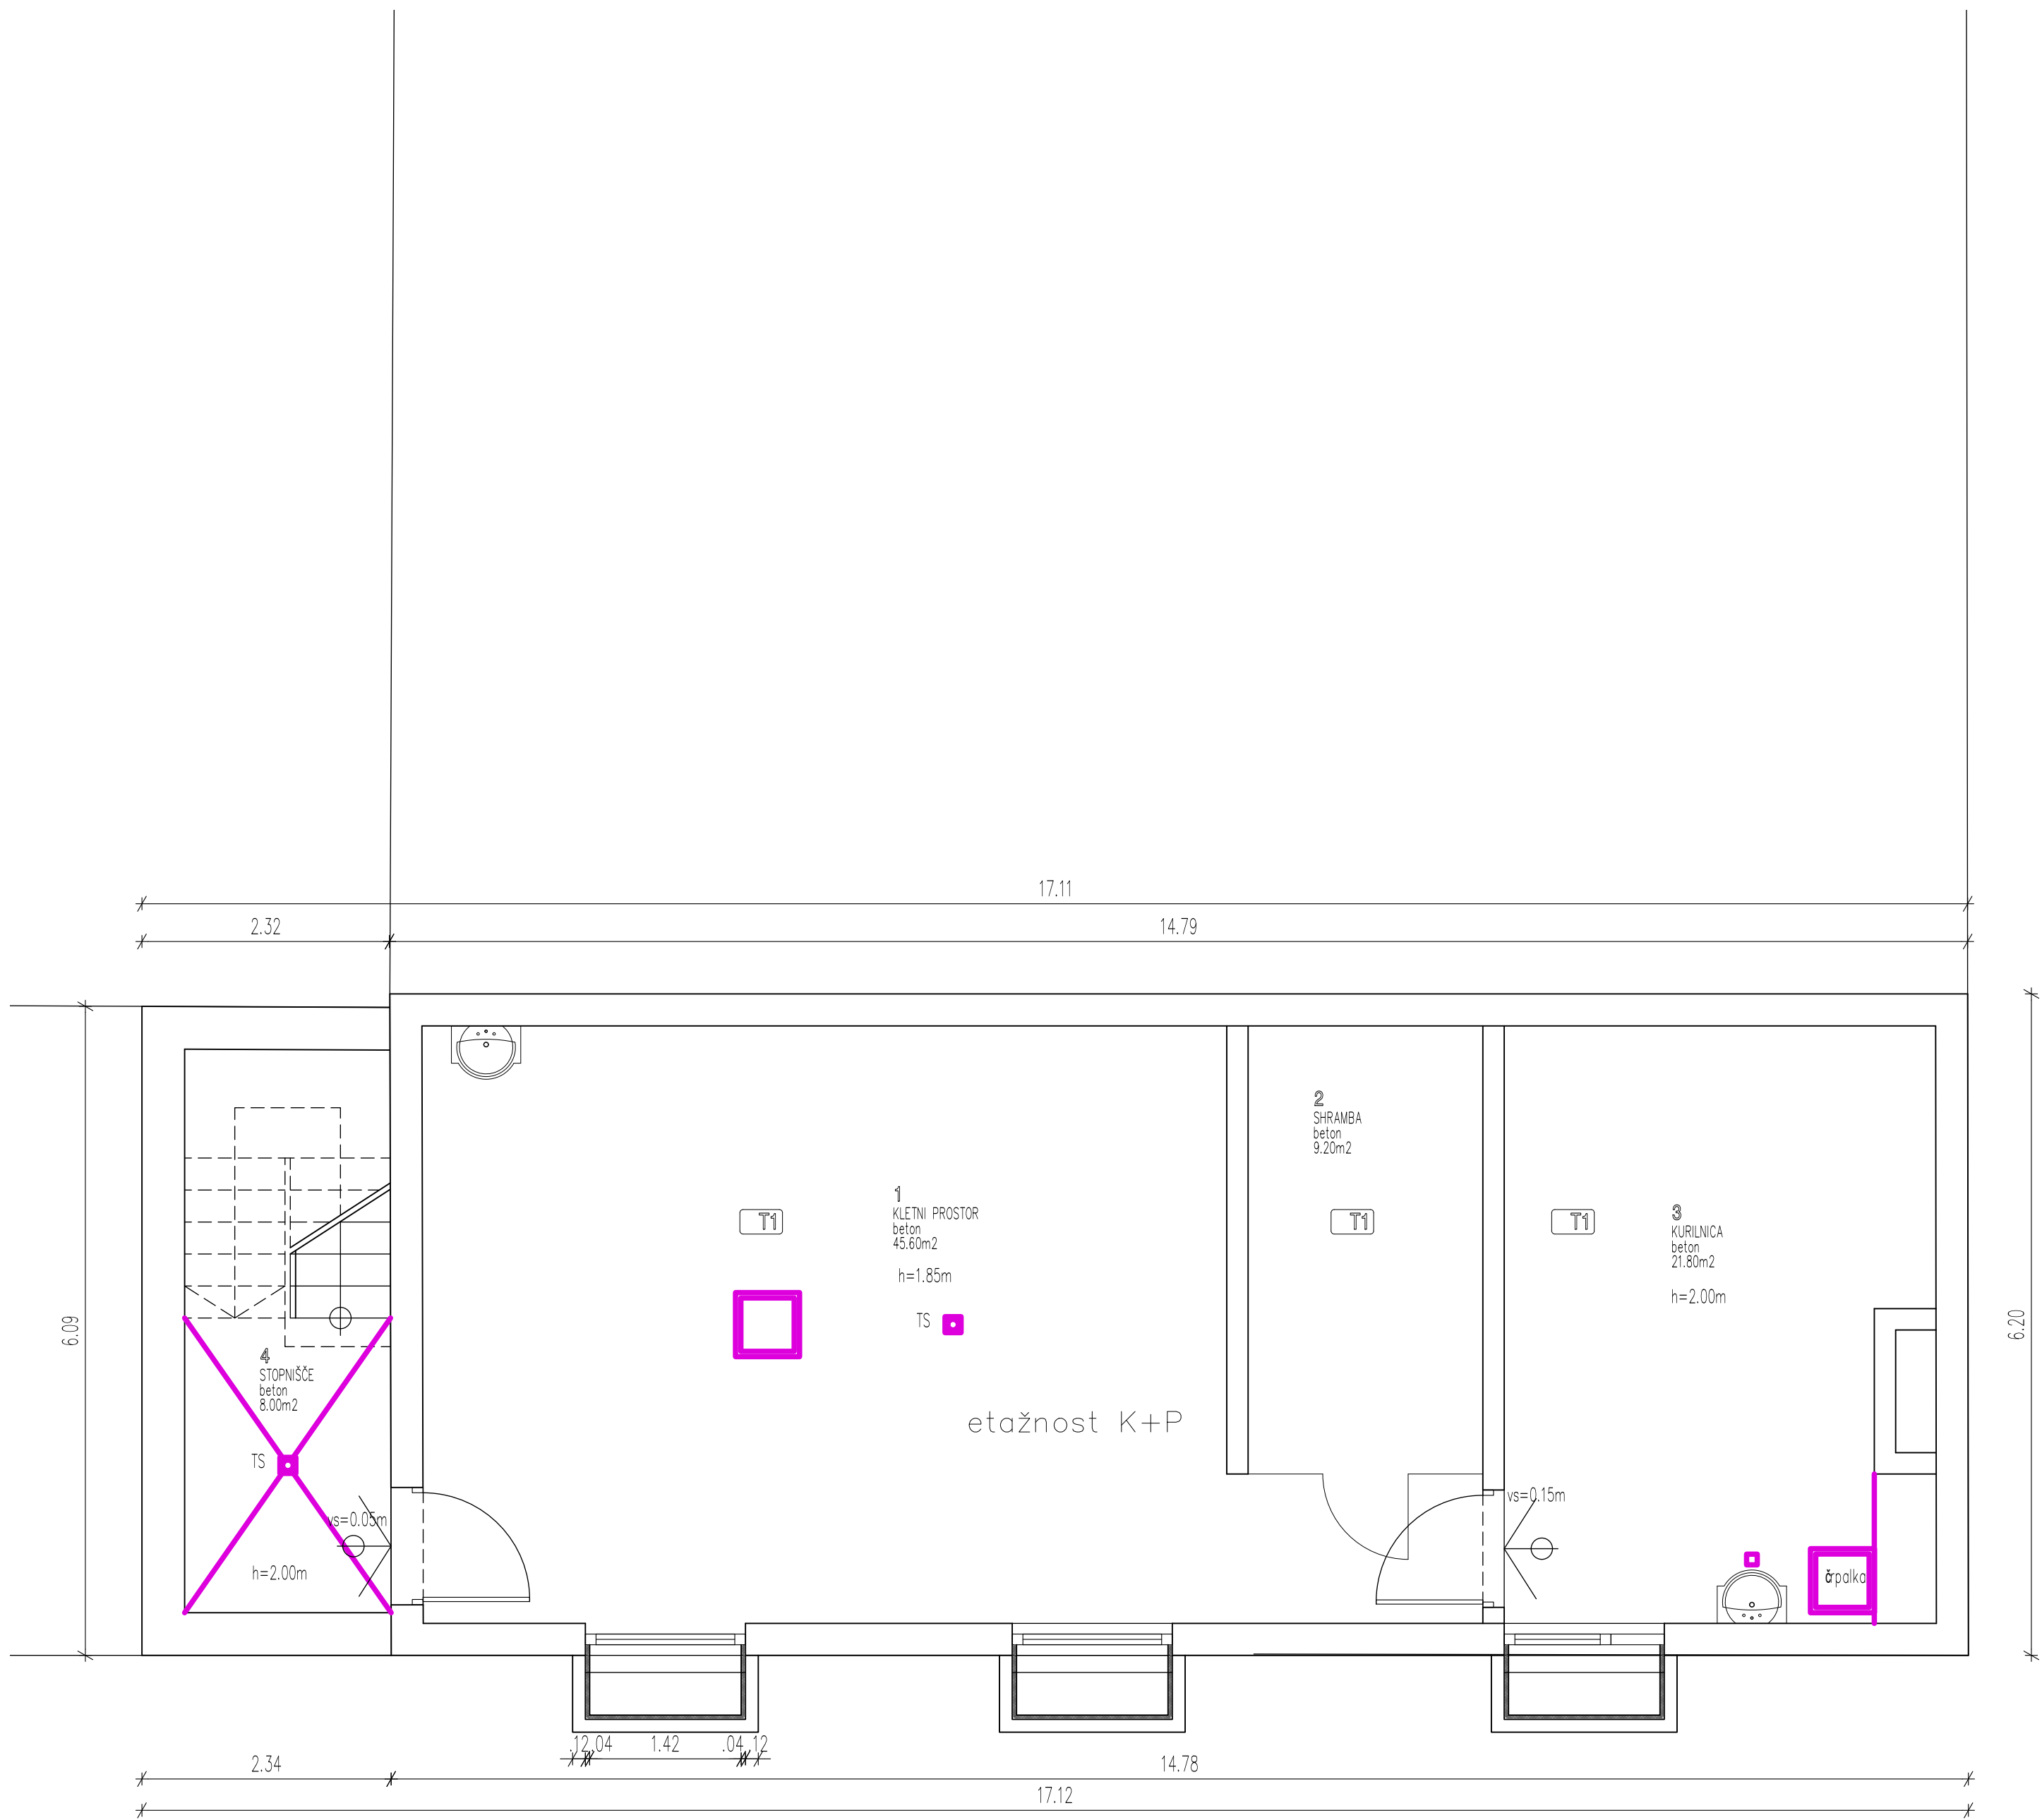 17.11
2.32
14.79
2
SHRAMBA
beton
9.20m2
1
KLETNI PROSTOR
beton
45.60m2
h=1.85m
T1
T1
T1
3
KURILNICA
beton
21.80m2
h=2.00m
TS
6.09
6.20
4
STOPNIŠČE
beton
8.00m2
etažnost K+P
TS
vs=0.05m
vs=0.15m
h=2.00m
črpalka
.12
.04
1.42
.04
.12
2.34
14.78
17.12